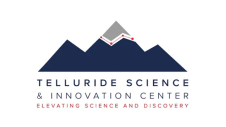 TELLURIDE SCIENCE
& INNOVATION CENTER
ELEVATING SCIENCE AND DISCOVERY